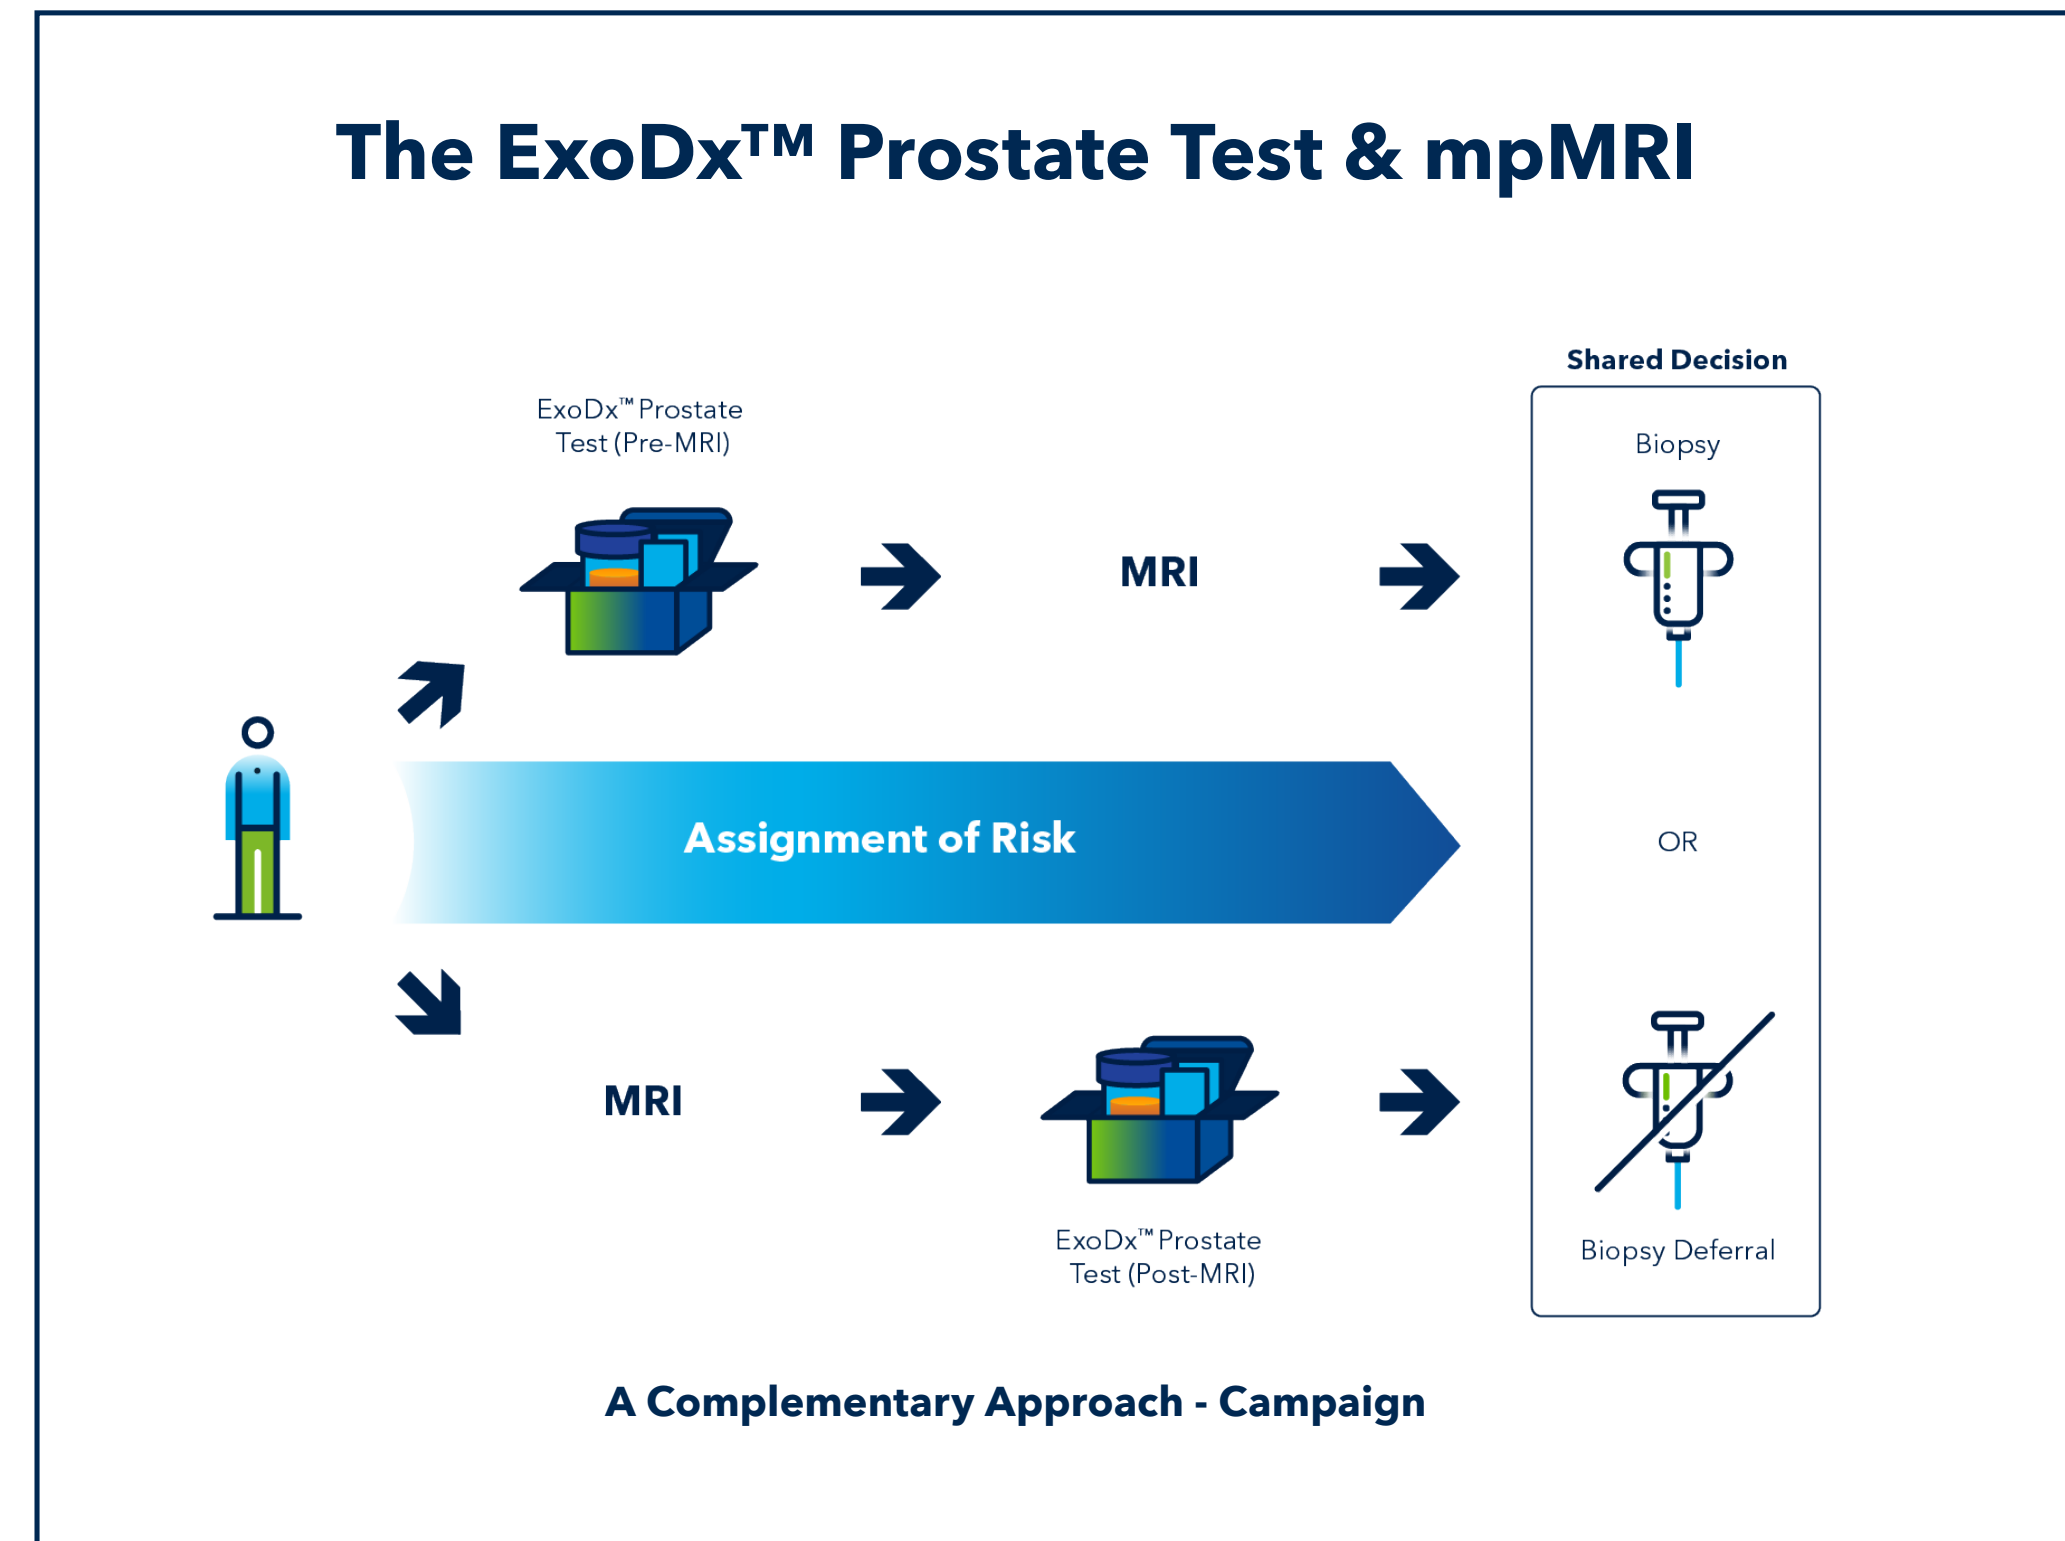 The ExoDx™ Prostate Test & mpMRI
Shared Decision
ExoDx™ Prostate
Test (Pre-MRI)
Biopsy
MRI
Assignment of Risk
OR
MRI
ExoDx™ Prostate
Test (Post-MRI)
Biopsy Deferral
A Complementary Approach - Campaign